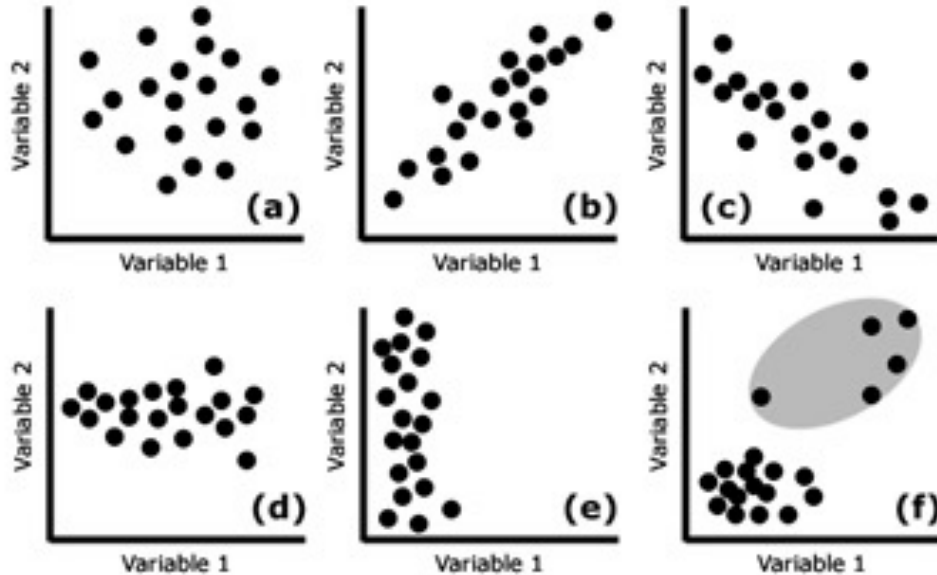 Variable 2
(a)
Variable 1
Variable 2
(b)
Variable 1
Variable 2
(c)
Variable 1
Variable 2
(d)
Variable 1
Variable 2
(e)
Variable 1
Variable 2
(f)
Variable 1